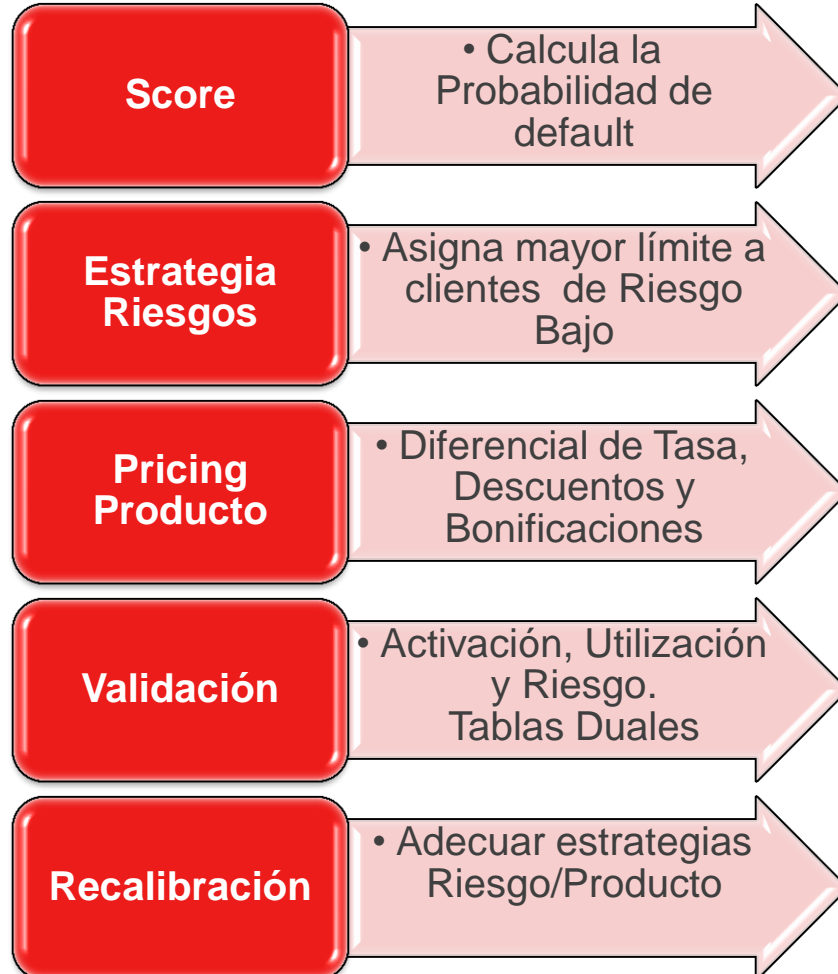 Score
• Calcula la
Probabilidad de
default
Estrategia
Riesgos
• Asigna mayor límite a
clientes de Riesgo
Bajo
Pricing
Producto
• Diferencial de Tasa,
Descuentos y
Bonificaciones
Validación
• Activación, Utilización
y Riesgo.
Tablas Duales
Recalibración
• Adecuar estrategias
Riesgo/Producto